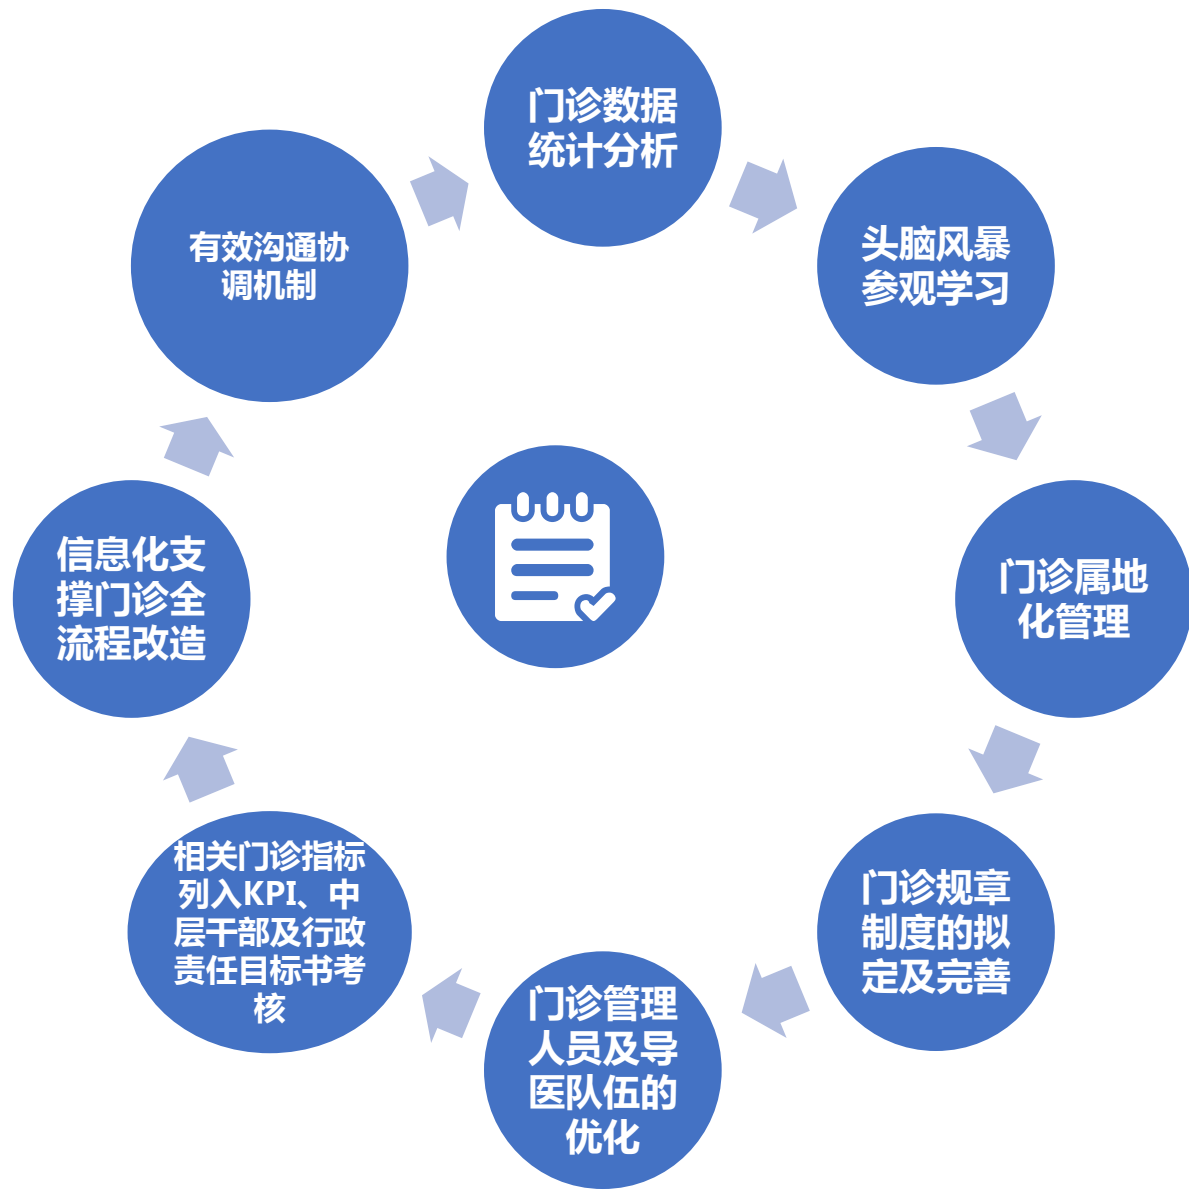 门诊数据
统计分析
头脑风暴
参观学习
门诊属地
化管理
门诊规章
制度的拟
定及完善
门诊管理
人员及导
医队伍的
优化
相关门诊指标
列入KPI、中
层干部及行政
责任目标书考
核
信息化支
撑门诊全
流程改造
有效沟通协
调机制